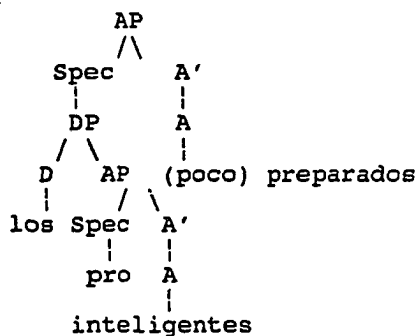 AP
Spec A'
DP A
D AP (poco) preparados
los Spec A'
pro A
inteligentes